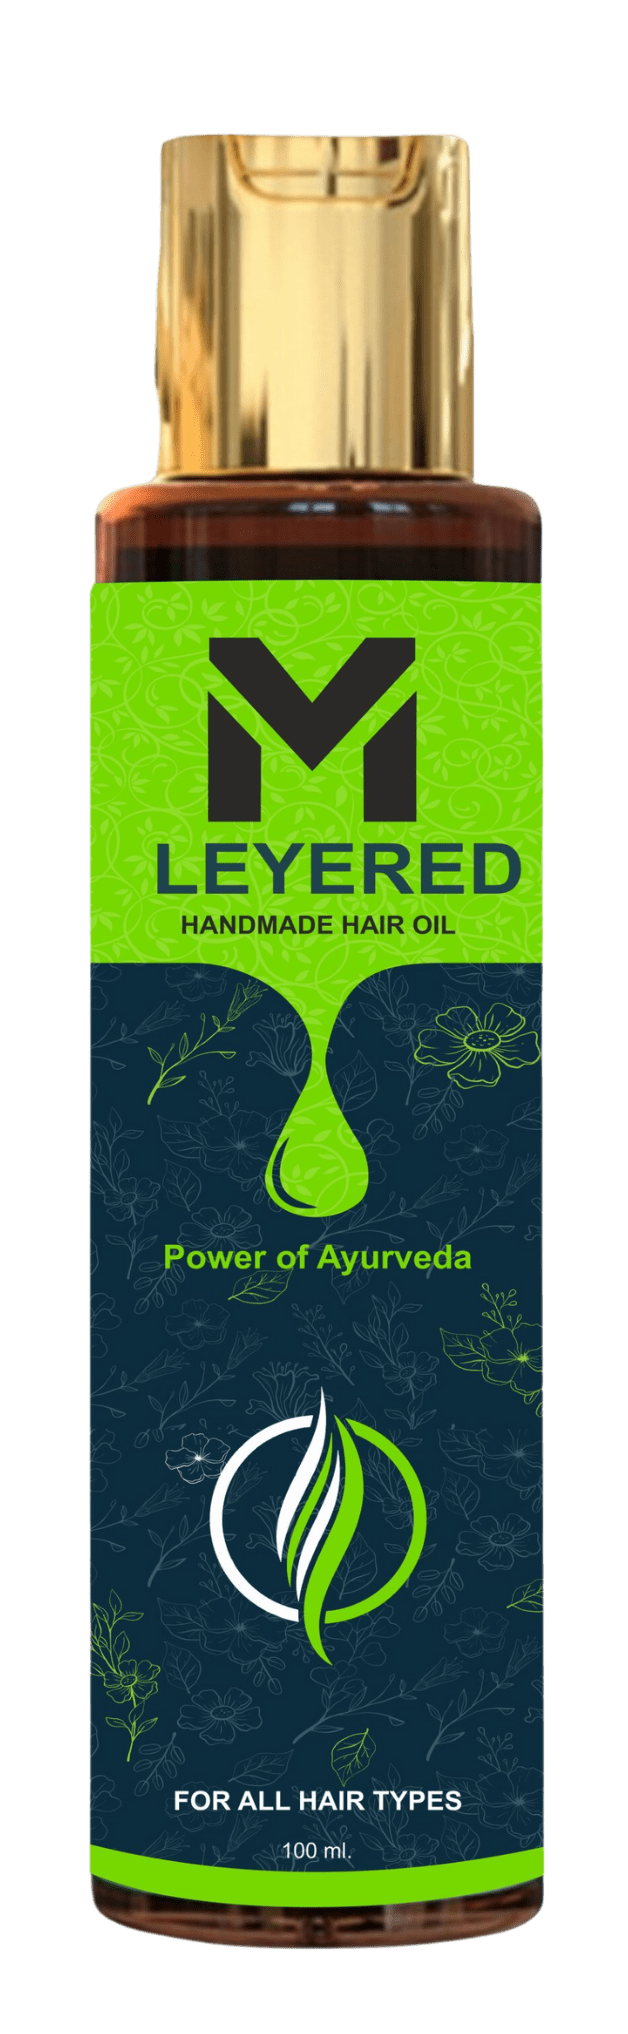 M
LEYERED
HANDMADE HAIR OIL
Power of Ayurveda
FOR ALL HAIR TYPES
100 ml.